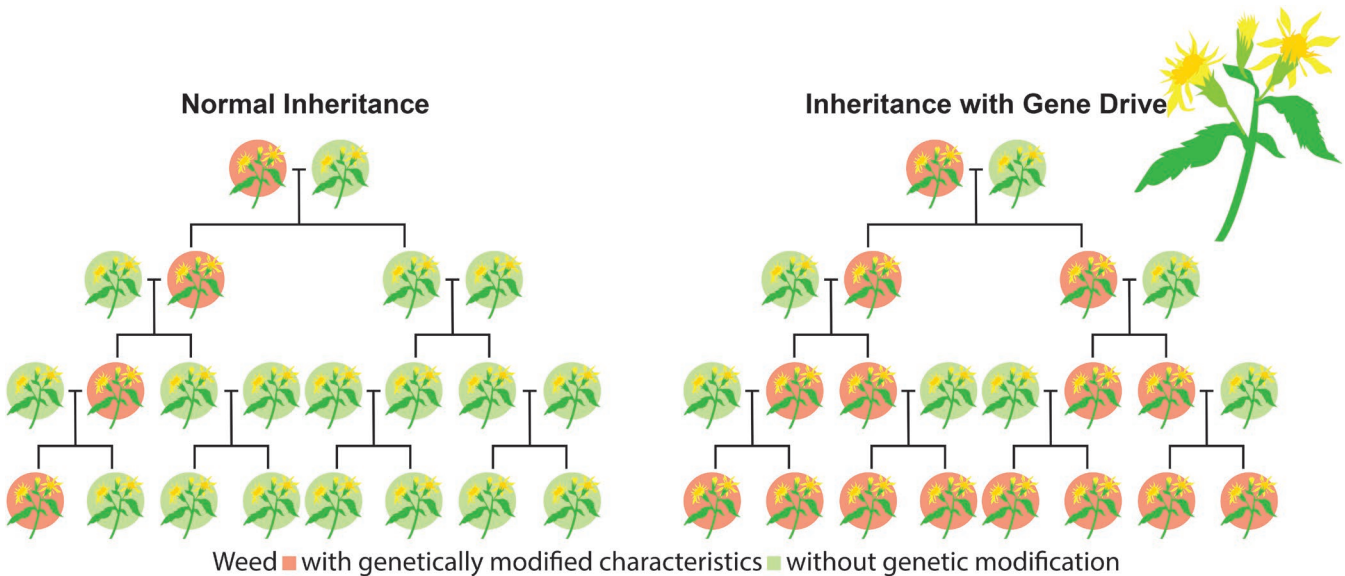 Normal Inheritance
Inheritance with Gene Drive
Weed with genetically modified characteristics without genetic modification